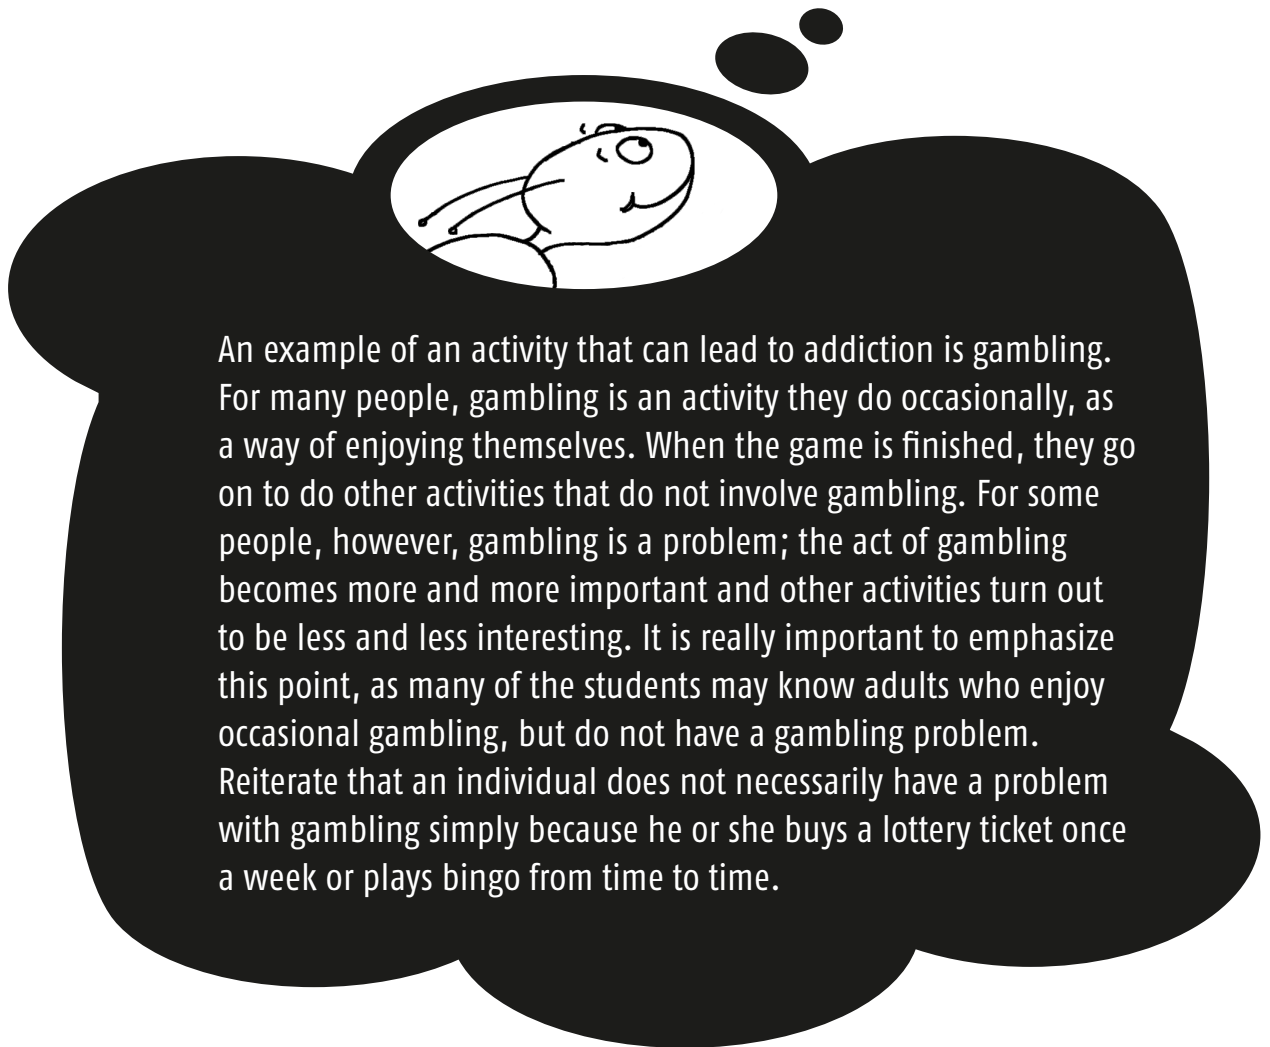 An example of an activity that can lead to addiction is gambling.
For many people, gambling is an activity they do occasionally, as
a way of enjoying themselves. When the game is finished, they go
on to do other activities that do not involve gambling. For some
people, however, gambling is a problem; the act of gambling
becomes more and more important and other activities turn out
to be less and less interesting. It is really important to emphasize
this point, as many of the students may know adults who enjoy
occasional gambling, but do not have a gambling problem.
Reiterate that an individual does not necessarily have a problem
with gambling simply because he or she buys a lottery ticket once
a week or plays bingo from time to time.